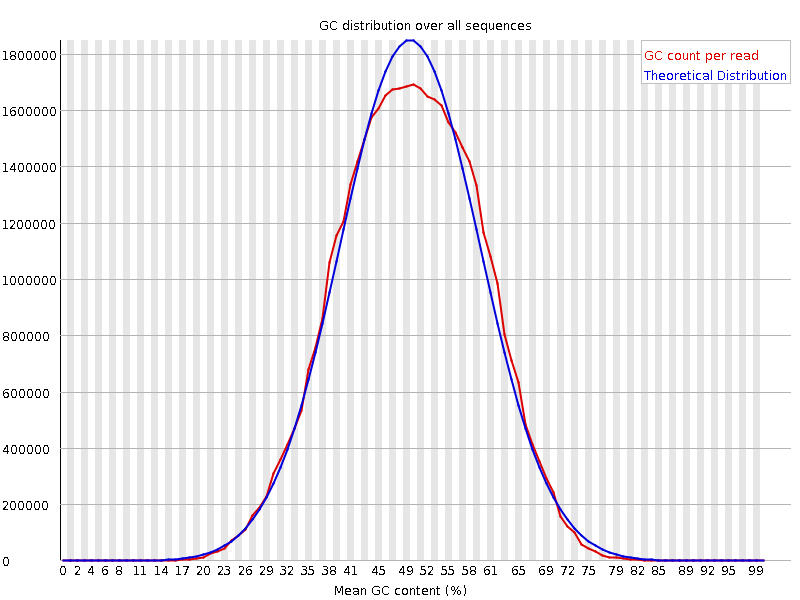 GC distribution over all sequences
GC count per read
Theoretical Distribution
1800000
1600000
1400000
1200000
1000000
800000
600000
400000
200000
0
0 2 4 6 8 11 14 17 20 23 26 29 32 35 38 41 45 49 52 55 58 61 65 69 72 75 79 82 85 89 92 95 99
Mean GC content (%)